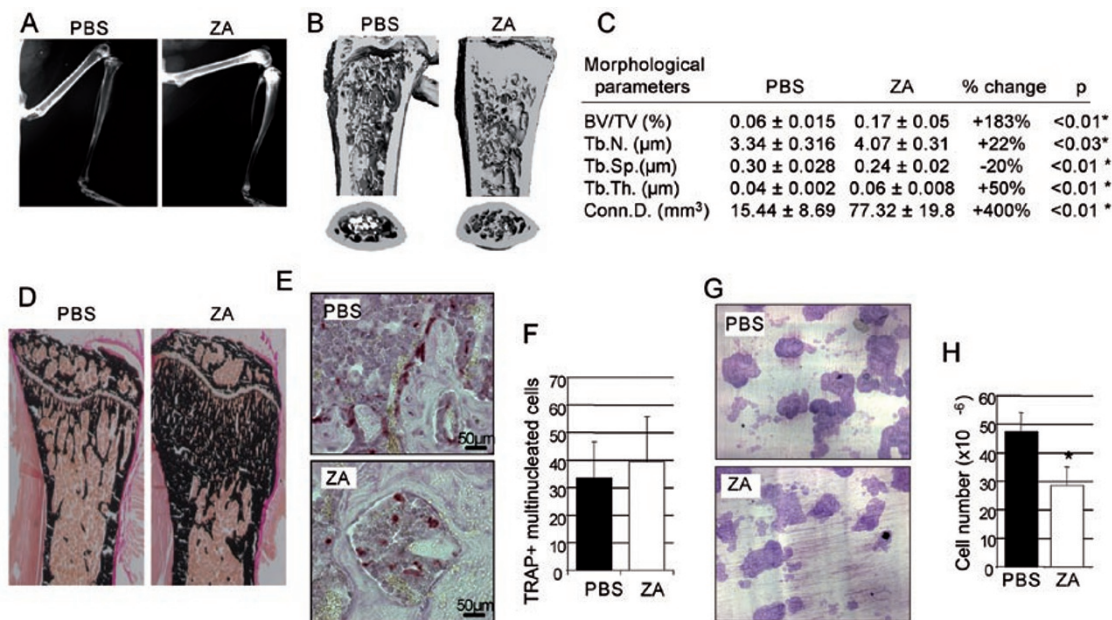 A
PBS ZA
B
PBS ZA
C
Morphological
parameters PBS ZA % change p
BV/TV (%) 0.06 ± 0.015 0.17 ± 0.05 +183% <0.01*
Tb.N. (µm) 3.34 ± 0.316 4.07 ± 0.31 +22% <0.03*
Tb.Sp.(µm) 0.30 ± 0.028 0.24 ± 0.02 -20% <0.01 *
Tb.Th. (µm) 0.04 ± 0.002 0.06 ± 0.008 +50% <0.01 *
Conn.D. (mm³) 15.44 ± 8.69 77.32 ± 19.8 +400% <0.01 *
D
PBS ZA
E
PBS
50µm
ZA
50µm
F
TRAP+ multinucleated cells
70
60
50
40
30
20
10
0
PBS ZA
G
PBS
ZA
H
Cell number (x10 -6)
60
50
40
30
20
10
0
*
PBS ZA